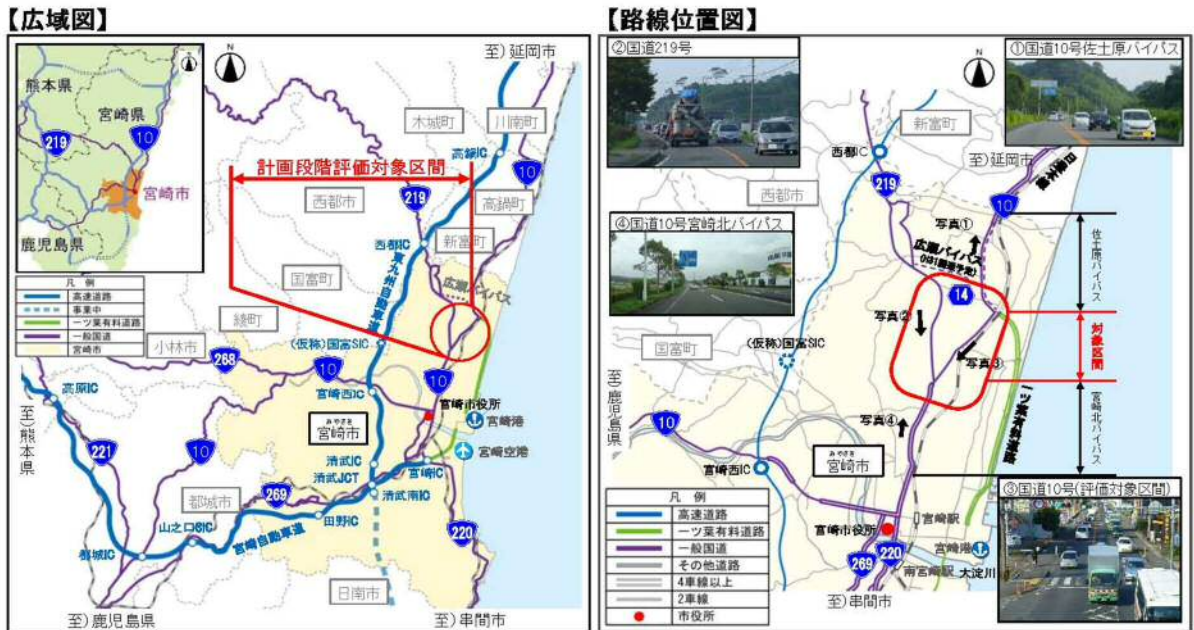 【広域図】
N
N
至)延岡市
熊本県
宮崎県
219
10
宮崎市
鹿児島県
凡 例
高速道路
事業中
一ツ葉有料道路
一般国道
宮崎市
木城町
川南町
高鍋IC
計画段階評価対象区間
西都市
219
10
高鍋町
西都IC
新富町
東九州自動車道
国富町
広瀬バイパス
綾町
小林市
268
(仮称)国富SIC
10
10
高原IC
宮崎西IC
宮崎市役所
宮崎港
至)熊本県
みやざき
宮崎市
221
10
清武IC
宮崎IC
宮崎空港
清武JCT
清武南IC
都城市
269
田野IC
山之口SIC
宮崎自動車道
220
都城IC
日南市
至)鹿児島県
至)串間市
【路線位置図】
②国道219号
N
①国道10号佐土原バイパス
新富町
西都IC
至)延岡市
日豊本線
219
西都市
10
④国道10号宮崎北バイパス
写真①
広瀬バイパス
(H31開通予定)
佐土原バイパス
14
写真②
対象区間
国富町
(仮称)国富SIC
写真③
至)鹿児島県
一ツ葉有料道路
宮崎北バイパス
写真④
10
みやざき
宮崎市
宮崎西IC
③国道10号(評価対象区間)
凡 例
高速道路
一ツ葉有料道路
一般国道
その他道路
4車線以上
2車線
市役所
宮崎市役所
宮崎駅
宮崎港
220
269
南宮崎駅
大淀川
至)串間市